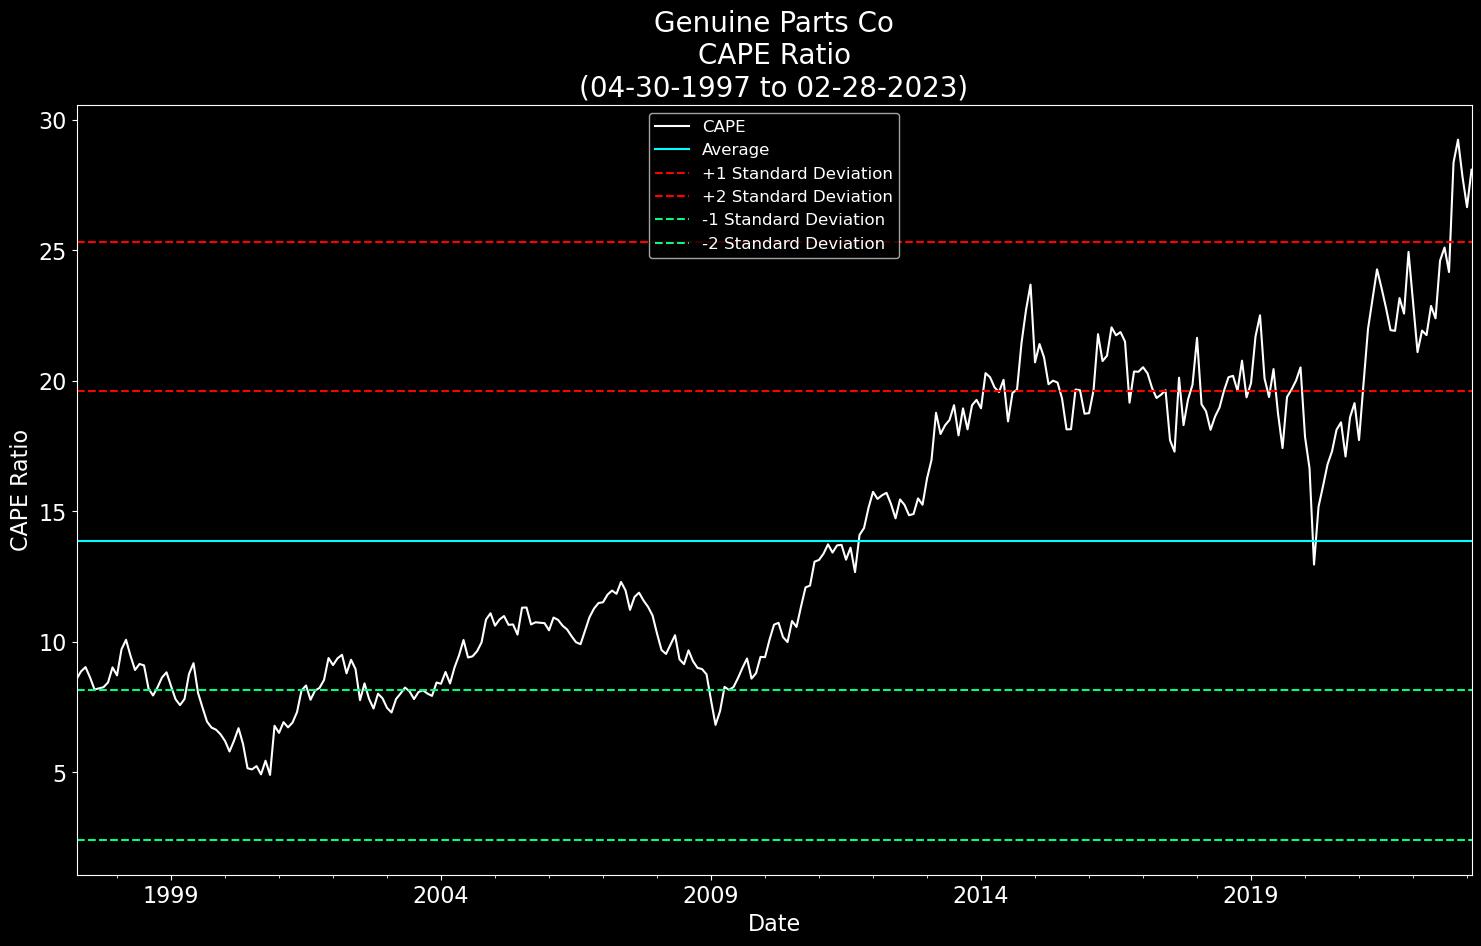 Genuine Parts Co
CAPE Ratio
(04-30-1997 to 02-28-2023)
CAPE
Average
+1 Standard Deviation
+2 Standard Deviation
-1 Standard Deviation
-2 Standard Deviation
CAPE Ratio
30
25
20
15
10
5
1999 2004 2009 2014 2019
Date